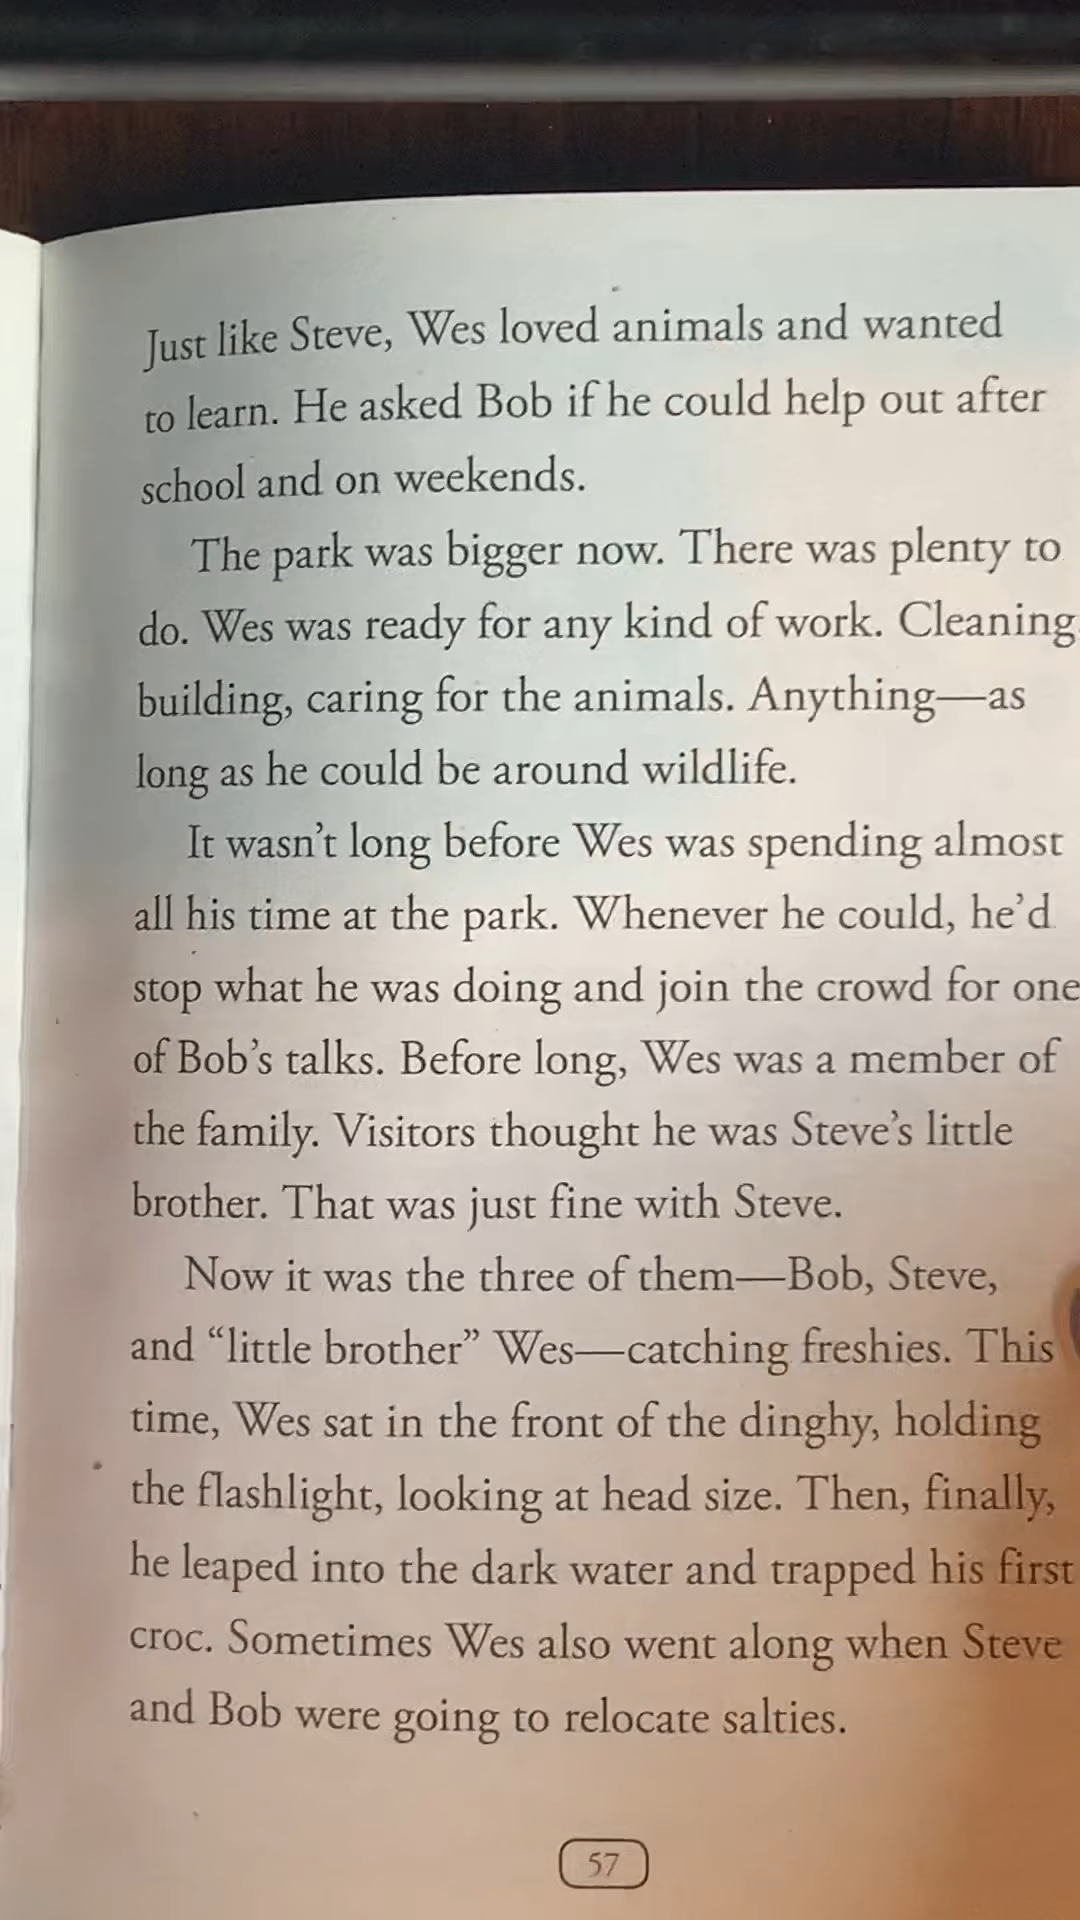 Just like Steve, Wes loved animals and wanted
to learn. He asked Bob if he could help out after
school and on weekends.
The park was bigger now. There was plenty to
do. Wes was ready for any kind of work. Cleaning,
building, caring for the animals. Anything—as
long as he could be around wildlife.
It wasn’t long before Wes was spending almost
all his time at the park. Whenever he could, he’d
stop what he was doing and join the crowd for one
of Bob’s talks. Before long, Wes was a member of
the family. Visitors thought he was Steve’s little
brother. That was just fine with Steve.
Now it was the three of them—Bob, Steve,
and “little brother” Wes—catching freshies. This
time, Wes sat in the front of the dinghy, holding
the flashlight, looking at head size. Then, finally,
he leaped into the dark water and trapped his first
croc. Sometimes Wes also went along when Steve
and Bob were going to relocate salties.
57